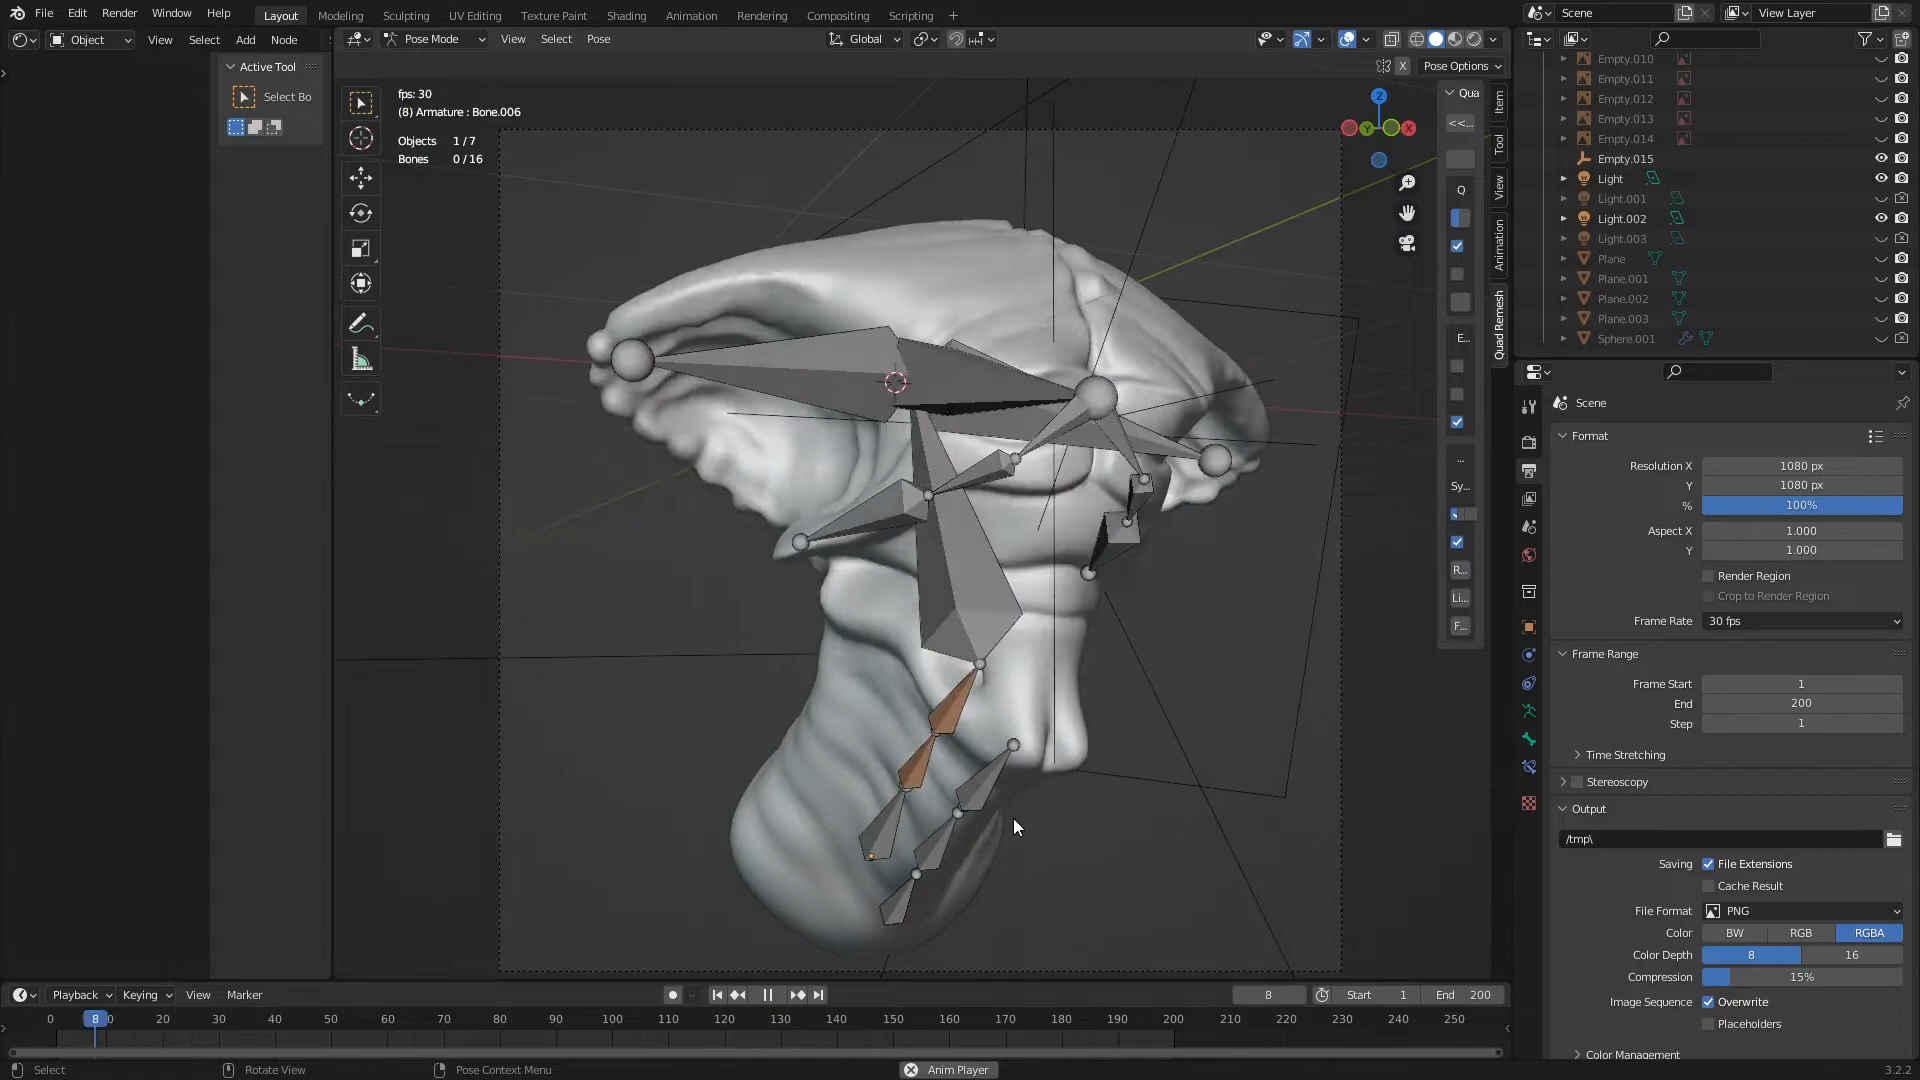 File Edit Render Window Help
Layout Modeling Sculpting UV Editing Texture Paint Shading Animation Rendering Compositing Scripting +
Scene
View Layer
Object View Select Add Node
Pose Mode View Select Pose
Global
X Pose Options
Active Tool
Select Bo
fps: 30
(8) Armature : Bone.006
Objects 1/7
Bones 0/16
Z
Y
X
Qua
<<...
Q
E...
...
Sy...
R...
Li...
F...
Item
Tool
View
Animation
Quad Remesh
Empty.010
Empty.011
Empty.012
Empty.013
Empty.014
Empty.015
Light
Light.001
Light.002
Light.003
Plane
Plane.001
Plane.002
Plane.003
Sphere.001
Scene
Format
Resolution X 1080 px
Y 1080 px
% 100%
Aspect X 1.000
Y 1.000
Render Region
Crop to Render Region
Frame Rate 30 fps
Frame Range
Frame Start 1
End 200
Step 1
Time Stretching
Stereoscopy
Output
/tmp\
Saving File Extensions
Cache Result
File Format PNG
Color BW RGB RGBA
Color Depth 8 16
Compression 15%
Image Sequence Overwrite
Placeholders
Color Management
Playback Keying View Marker
8 Start 1 End 200
0 8 0 20 30 40 50 60 70 80 90 100 110 120 130 140 150 160 170 180 190 200 210 220 230 240 250
Select Rotate View Pose Context Menu Anim Player 3.2.2